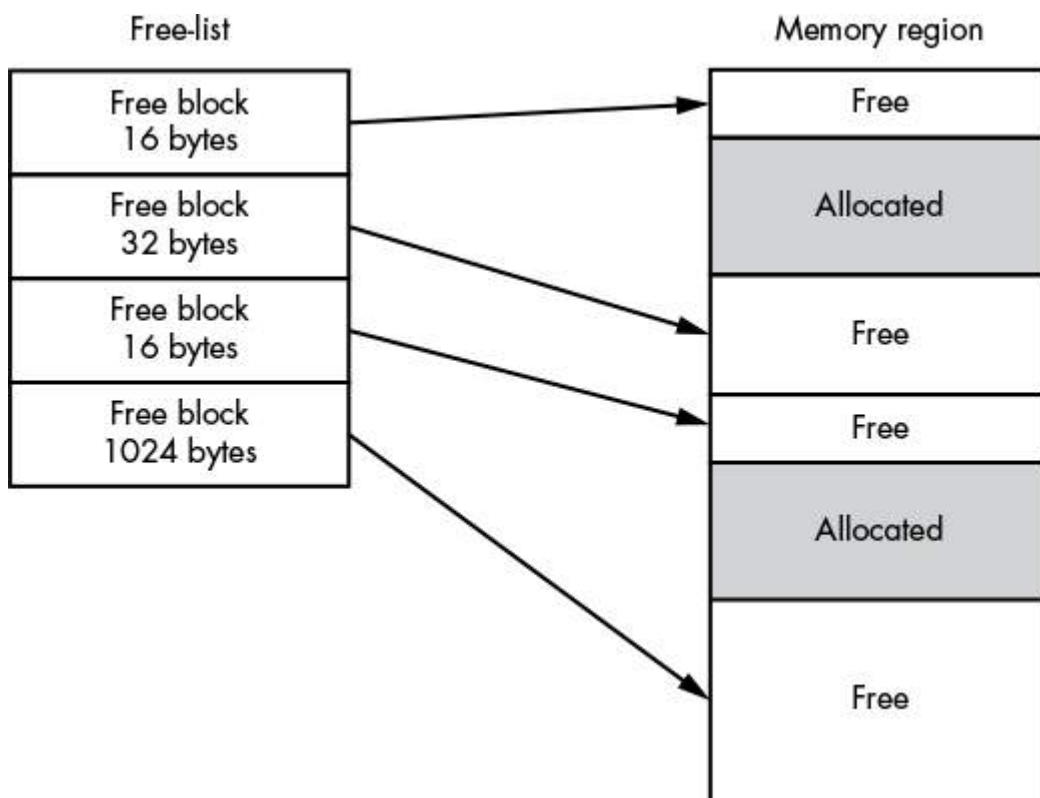 Free-list
Free block
16 bytes
Free block
32 bytes
Free block
16 bytes
Free block
1024 bytes
Memory region
Free
Allocated
Free
Free
Allocated
Free